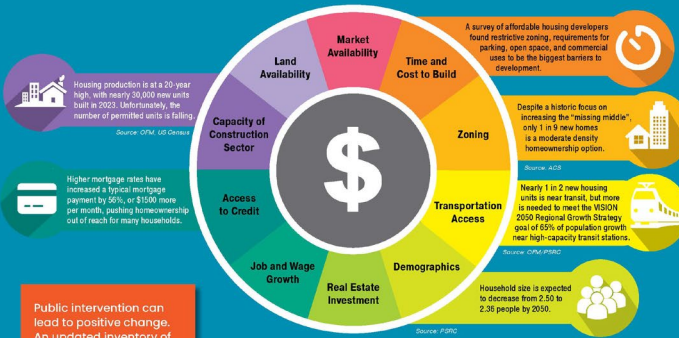 Market
Availability
Time and
Cost to Build
Zoning
Transportation
Access
Demographics
Real Estate
Investment
Job and Wage
Growth
Access
to Credit
Capacity of
Construction
Sector
Land
Availability
$
A survey of affordable housing developers
found restrictive zoning, requirements for
parking, open space, and commercial
uses to be the biggest barriers to
development.
Despite a historic focus on
increasing the "missing middle",
only 1 in 9 new homes
is a moderate density
homeownership option.
Source: ACS
Nearly 1 in 2 new housing
units is near transit, but more
is needed to meet the VISION
2050 Regional Growth Strategy
goal of 65% of population growth
near high-capacity transit stations.
Source: OFM/PSRC
Household size is expected
to decrease from 2.50 to
2.36 people by 2050.
Source: PSRC
Housing production is at a 20-year
high, with nearly 30,000 new units
built in 2023. Unfortunately, the
number of permitted units is falling.
Source: OFM, US Census
Higher mortgage rates have
increased a typical mortgage
payment by 56%, or $1500 more
per month, pushing homeownership
out of reach for many households.
Public intervention can
lead to positive change.
An updated inventory of